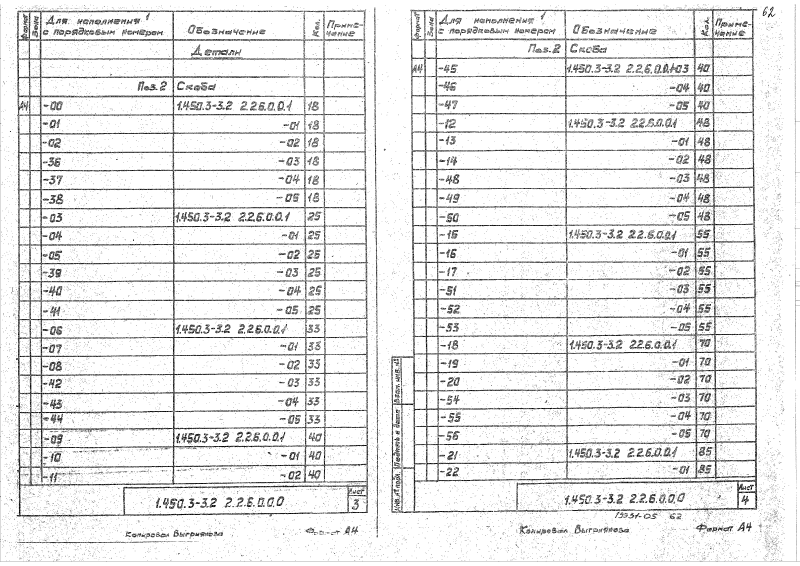 62
Формат Зона Для исполнения¹ с порядковым номером Обозначение Кол. Приме-чание
Детали
Поз.2 Скоба
А4 -00 1.450.3-3.2 2.2.6.0.0.1 18
-01 -01 18
-02 -02 18
-36 -03 18
-37 -04 18
-38 -05 18
-03 1.450.3-3.2 2.2.6.0.0.1 25
-04 -01 25
-05 -02 25
-39 -03 25
-40 -04 25
-41 -05 25
-06 1.450.3-3.2 2.2.6.0.0.1 33
-07 -01 33
-08 -02 33
-42 -03 33
-43 -04 33
-44 -05 33
-09 1.450.3-3.2 2.2.6.0.0.1 40
-10 -01 40
-11 -02 40
1.450.3-3.2 2.2.6.0.0.0 Лист 3
Копировал Выгринова Формат А4
Формат Зона Для исполнения¹ с порядковым номером Обозначение Кол. Приме-чание
Поз.2 Скоба
А4 -45 1.450.3-3.2 2.2.6.0.0.1-03 40
-46 -04 40
-47 -05 40
-12 1.450.3-3.2 2.2.6.0.0.1 48
-13 -01 48
-14 -02 48
-48 -03 48
-49 -04 48
-50 -05 48
-15 1.450.3-3.2 2.2.6.0.0.1 55
-16 -01 55
-17 -02 55
-51 -03 55
-52 -04 55
-53 -05 55
-18 1.450.3-3.2 2.2.6.0.0.1 70
-19 -01 70
-20 -02 70
-54 -03 70
-55 -04 70
-56 -05 70
-21 1.450.3-3.2 2.2.6.0.0.1 85
-22 -01 85
Инв. № подл. Подпись и дата Взам. инв. №
1.450.3-3.2 2.2.6.0.0.0 Лист 4
62
Копировал Формат А4